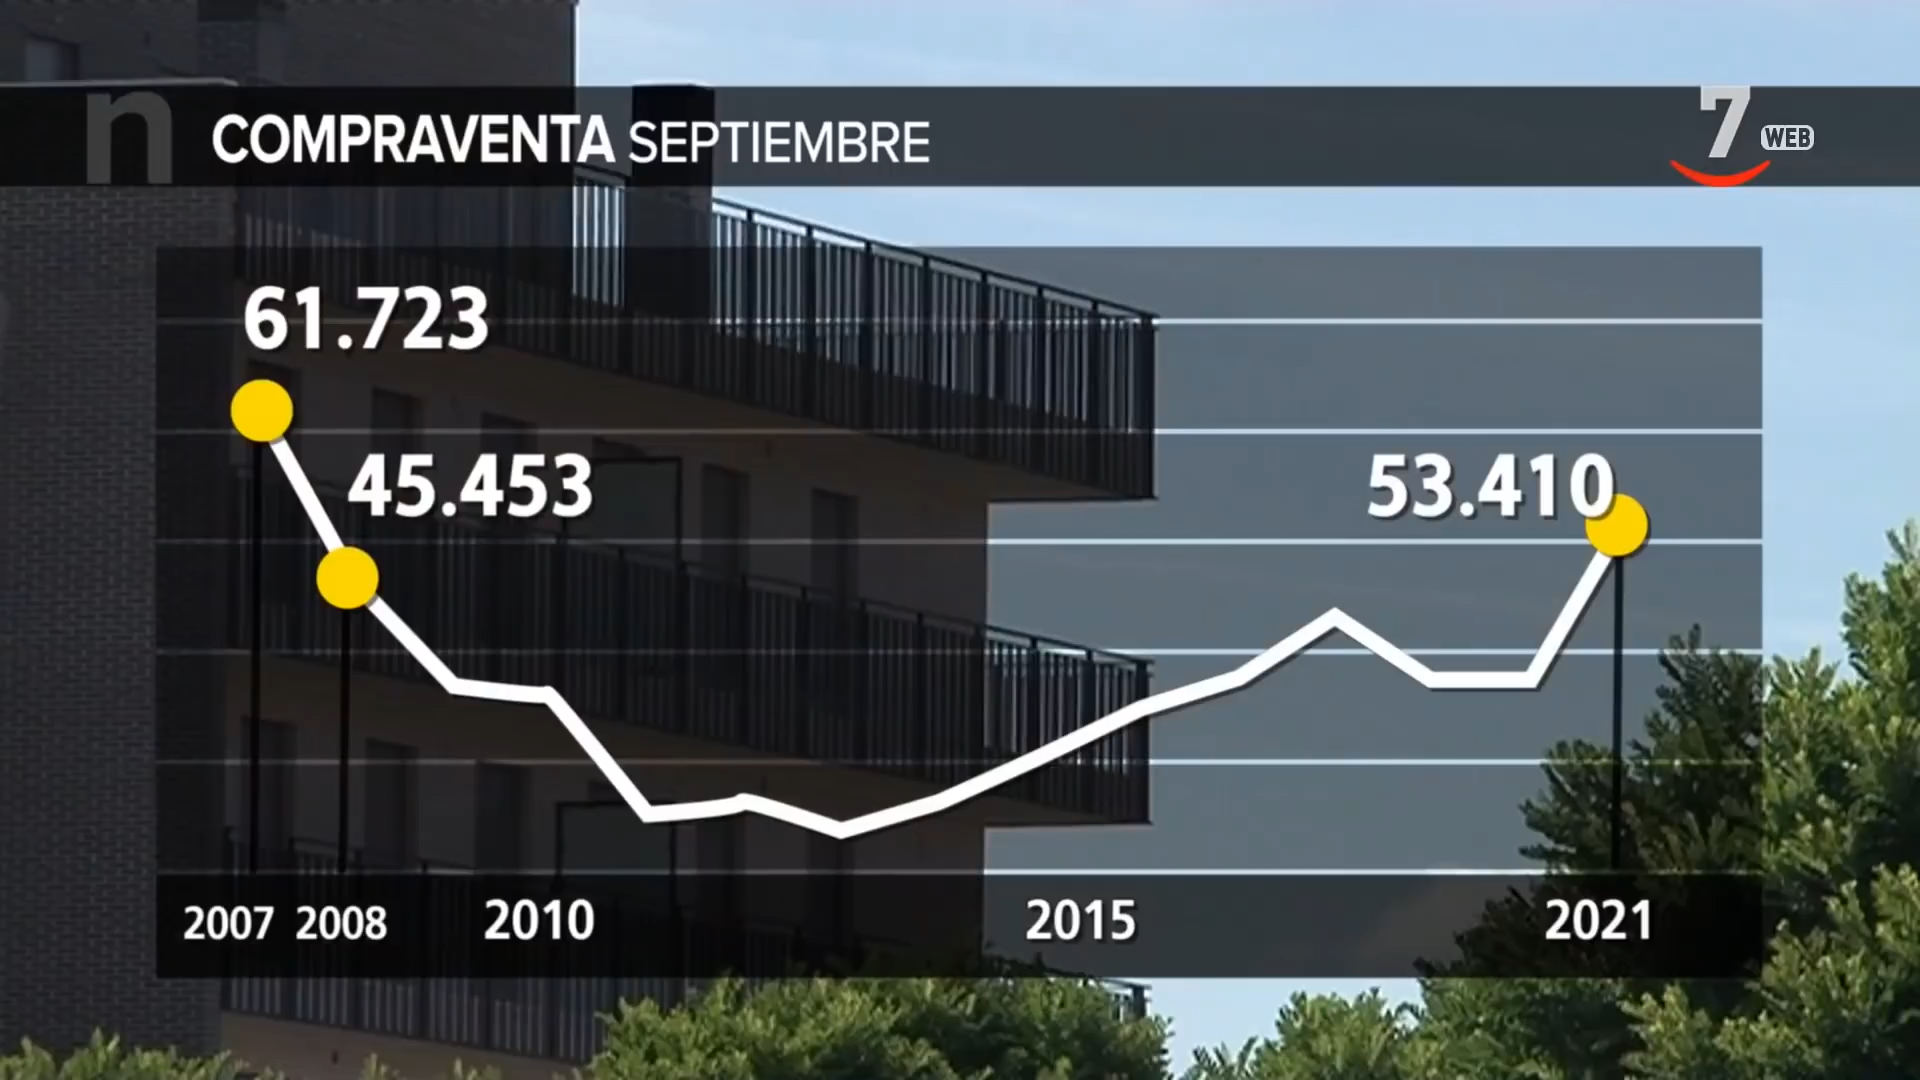 n
COMPRAVENTA SEPTIEMBRE
7 WEB
61.723
45.453
53.410
2007 2008 2010 2015 2021